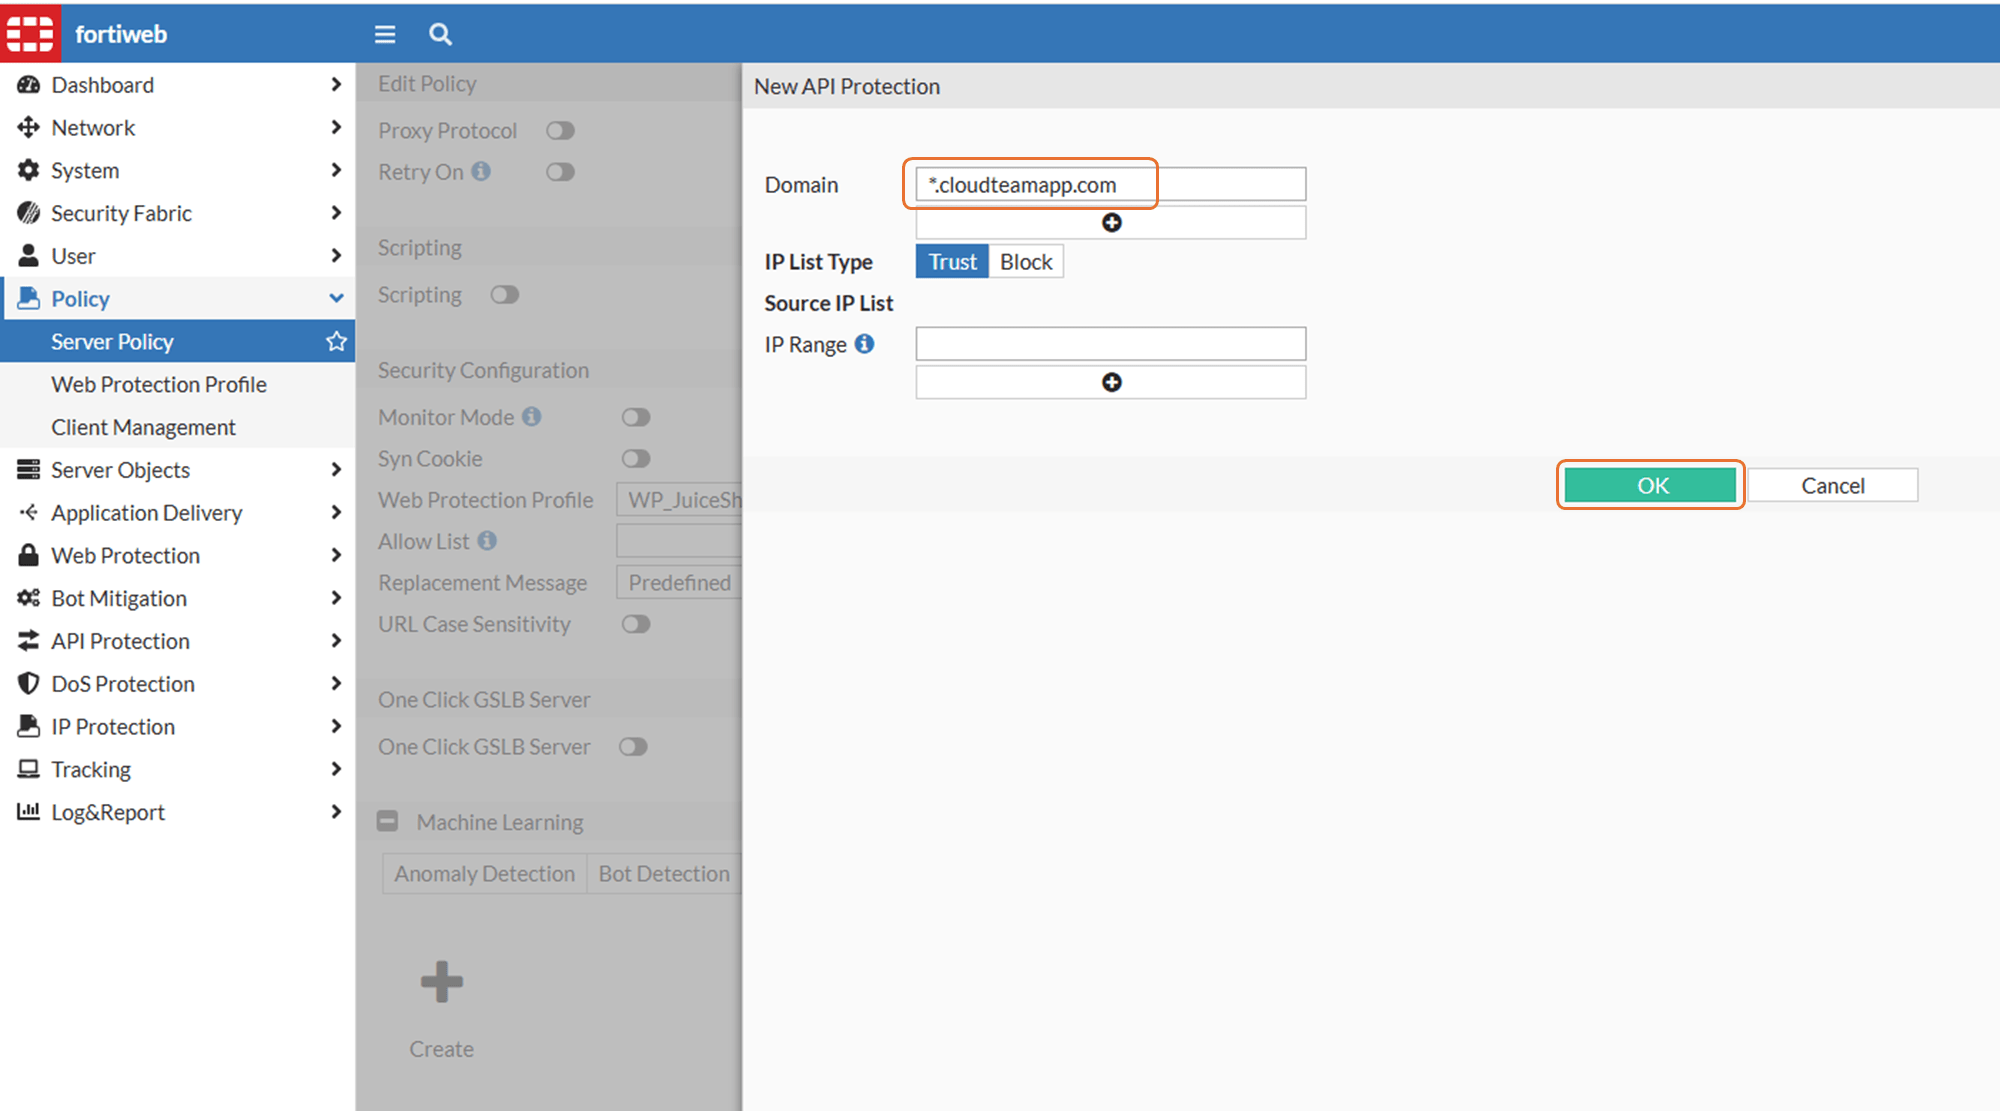 fortiweb
Dashboard
Network
System
Security Fabric
User
Policy
Server Policy
Web Protection Profile
Client Management
Server Objects
Application Delivery
Web Protection
Bot Mitigation
API Protection
DoS Protection
IP Protection
Tracking
Log&Report
Edit Policy
Proxy Protocol
Retry On
Scripting
Scripting
Security Configuration
Monitor Mode
Syn Cookie
Web Protection Profile WP_JuiceSh
Allow List
Replacement Message Predefined
URL Case Sensitivity
One Click GSLB Server
One Click GSLB Server
Machine Learning
Anomaly Detection Bot Detection
Create
New API Protection
Domain *.cloudteamapp.com
IP List Type Trust Block
Source IP List
IP Range
OK Cancel